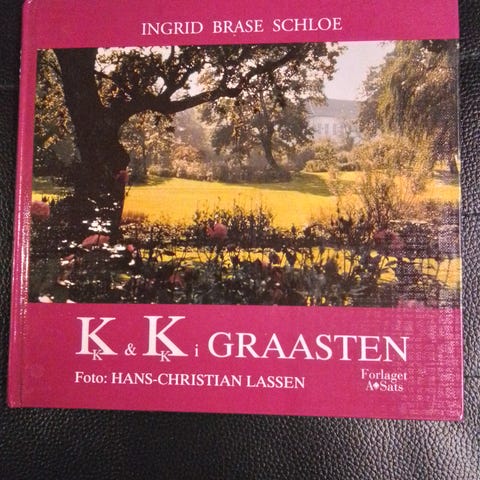 INGRID BRASE SCHLOE
KK & KK i GRAASTEN
Foto: HANS-CHRISTIAN LASSEN
Forlaget
A♦Sats